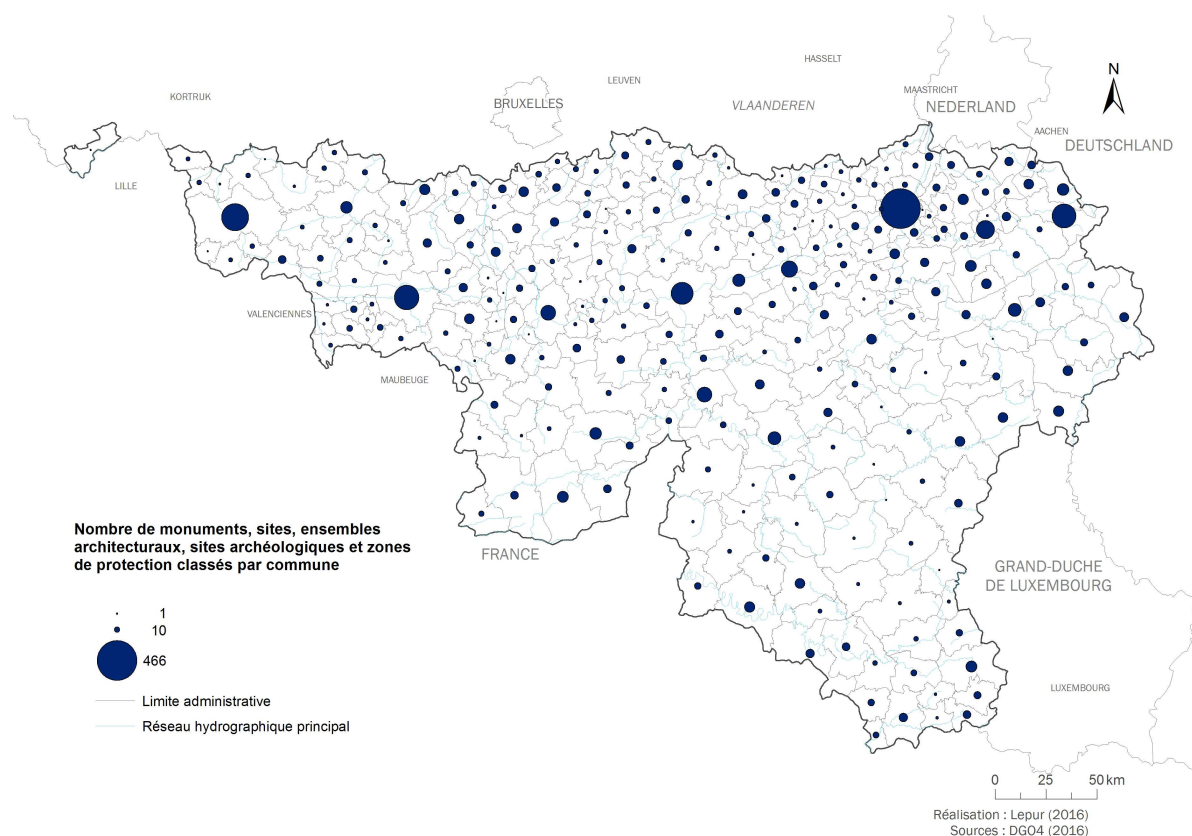 HASSELT
LEUVEN
N
MAASTRICHT
KORTRIJK
BRUXELLES
VLAANDEREN
NEDERLAND
AACHEN
DEUTSCHLAND
LILLE
VALENCIENNES
MAUBEUGE
Nombre de monuments, sites, ensembles
architecturaux, sites archéologiques et zones
de protection classés par commune
FRANCE
GRAND-DUCHE
DE LUXEMBOURG
1
10
466
LUXEMBOURG
Limite administrative
Réseau hydrographique principal
0 25 50 km
Réalisation : Lepur (2016)
Sources : DGO4 (2016)